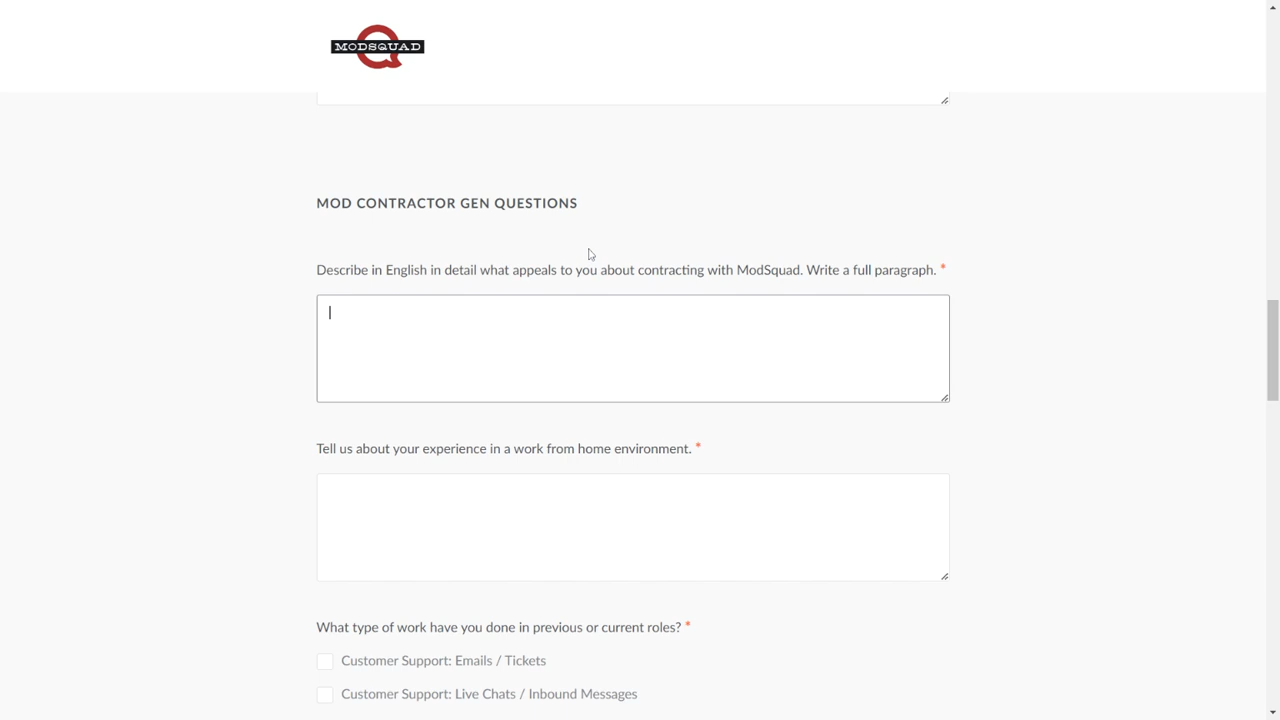 MODSQUAD
MOD CONTRACTOR GEN QUESTIONS
Describe in English in detail what appeals to you about contracting with ModSquad. Write a full paragraph. *
Tell us about your experience in a work from home environment. *
What type of work have you done in previous or current roles? *
Customer Support: Emails / Tickets
Customer Support: Live Chats / Inbound Messages